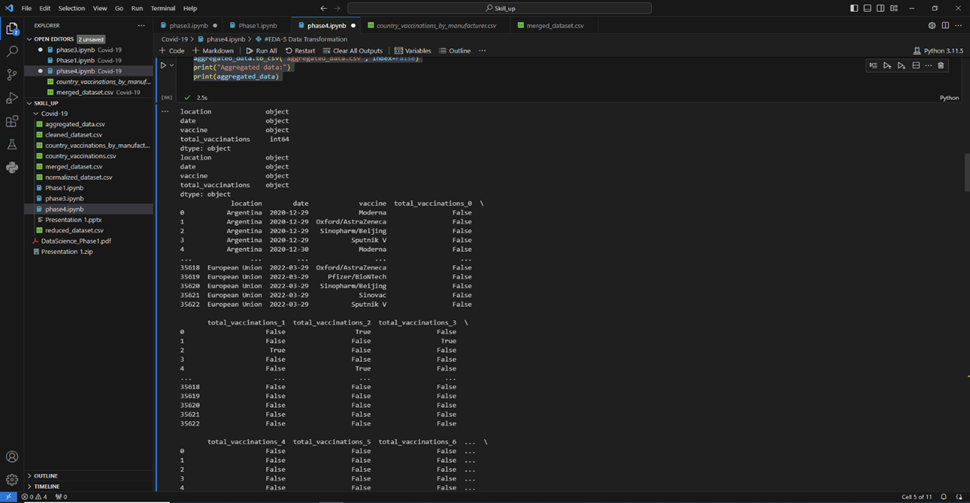 File Edit Selection View Go Run Terminal Help
Skill_up
EXPLORER
OPEN EDITORS 2 unsaved
phase3.ipynb Covid-19
Phase1.ipynb Covid-19
phase4.ipynb Covid-19
country_vaccinations_by_manuf...
merged_dataset.csv Covid-19
SKILL_UP
Covid-19
aggregated_data.csv
cleaned_dataset.csv
country_vaccinations_by_manufact...
country_vaccinations.csv
merged_dataset.csv
normalized_dataset.csv
Phase1.ipynb
phase3.ipynb
phase4.ipynb
Presentation 1.pptx
reduced_dataset.csv
DataScience_Phase1.pdf
Presentation 1.zip
OUTLINE
TIMELINE
phase3.ipynb Phase1.ipynb phase4.ipynb country_vaccinations_by_manufacturer.csv merged_dataset.csv
Covid-19 > phase4.ipynb > #EDA-5 Data Transformation
+ Code + Markdown Run All Restart Clear All Outputs Variables Outline ...
Python 3.11.5
aggregated_data.to_csv('aggregated_data.csv', index=False)
print("Aggregated data:")
print(aggregated_data)
[96] 2.5s Python
location object
date object
vaccine object
total_vaccinations int64
dtype: object
location object
date object
vaccine object
total_vaccinations object
dtype: object
location date vaccine total_vaccinations_0 \
0 Argentina 2020-12-29 Moderna False
1 Argentina 2020-12-29 Oxford/AstraZeneca False
2 Argentina 2020-12-29 Sinopharm/Beijing False
3 Argentina 2020-12-29 Sputnik V False
4 Argentina 2020-12-30 Moderna False
... ... ... ... ...
35618 European Union 2022-03-29 Oxford/AstraZeneca False
35619 European Union 2022-03-29 Pfizer/BioNTech False
35620 European Union 2022-03-29 Sinopharm/Beijing False
35621 European Union 2022-03-29 Sinovac False
35622 European Union 2022-03-29 Sputnik V False
total_vaccinations_1 total_vaccinations_2 total_vaccinations_3 \
0 False True False
1 False False True
2 True False False
3 False False False
4 False True False
... ... ... ...
35618 False False False
35619 False False False
35620 False False False
35621 False False False
35622 False False False
total_vaccinations_4 total_vaccinations_5 total_vaccinations_6 ... \
0 False False False ...
1 False False False ...
2 False False False ...
3 False False False ...
4 False False False ...
0 4 0 Cell 5 of 11